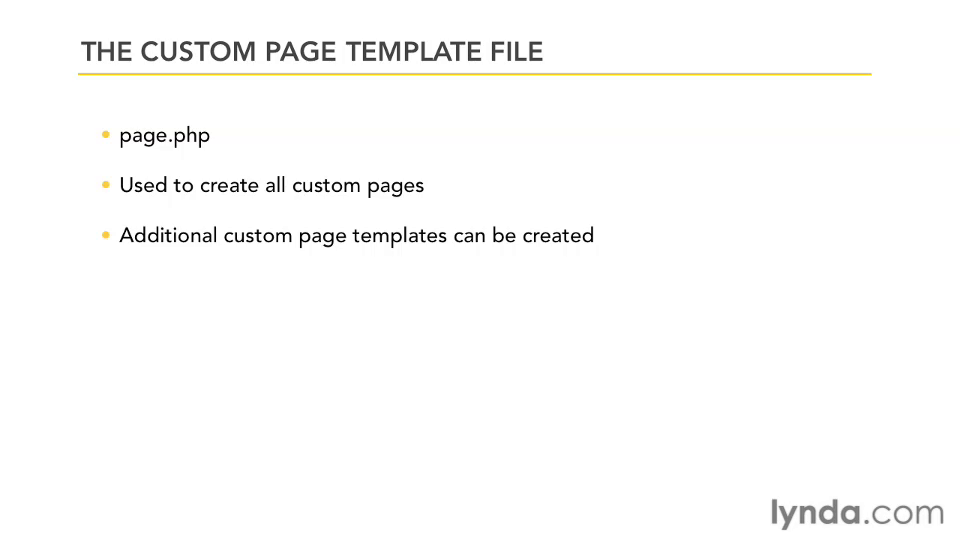 THE CUSTOM PAGE TEMPLATE FILE
• page.php
• Used to create all custom pages
• Additional custom page templates can be created
lynda.com